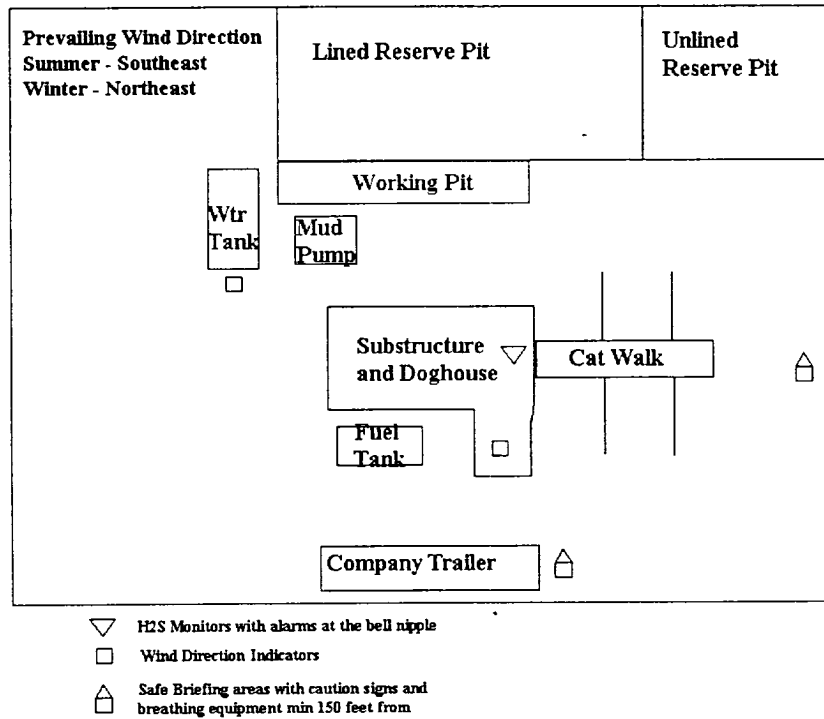 Prevailing Wind Direction
Summer - Southeast
Winter - Northeast
Lined Reserve Pit
Unlined
Reserve Pit
Working Pit
Wtr
Tank
Mud
Pump
Substructure
and Doghouse
Cat Walk
Fuel
Tank
Company Trailer
H2S Monitors with alarms at the bell nipple
Wind Direction Indicators
Safe Briefing areas with caution signs and
breathing equipment min 150 feet from